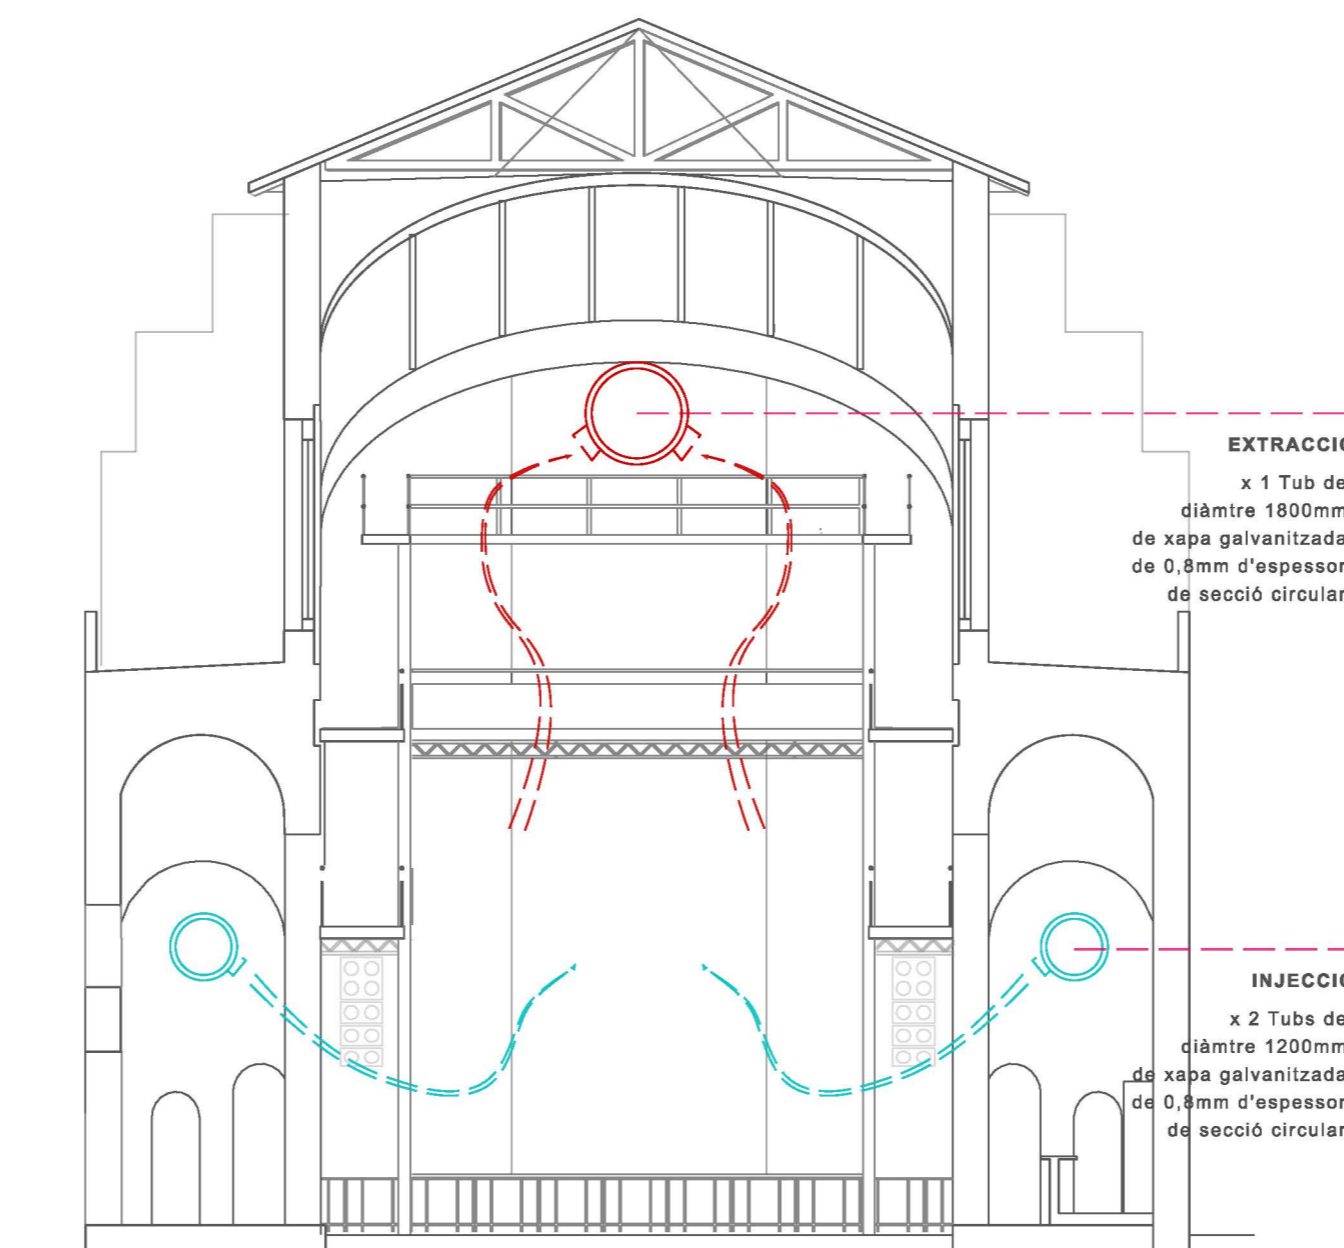 EXTRACCIÓ
x 1 Tub de
diàmtre 1800mm
de xapa galvanitzada
de 0,8mm d'espessor
de secció circular
INJECCIÓ
x 2 Tubs de
diàmtre 1200mm
de xapa galvanitzada
de 0,8mm d'espessor
de secció circular